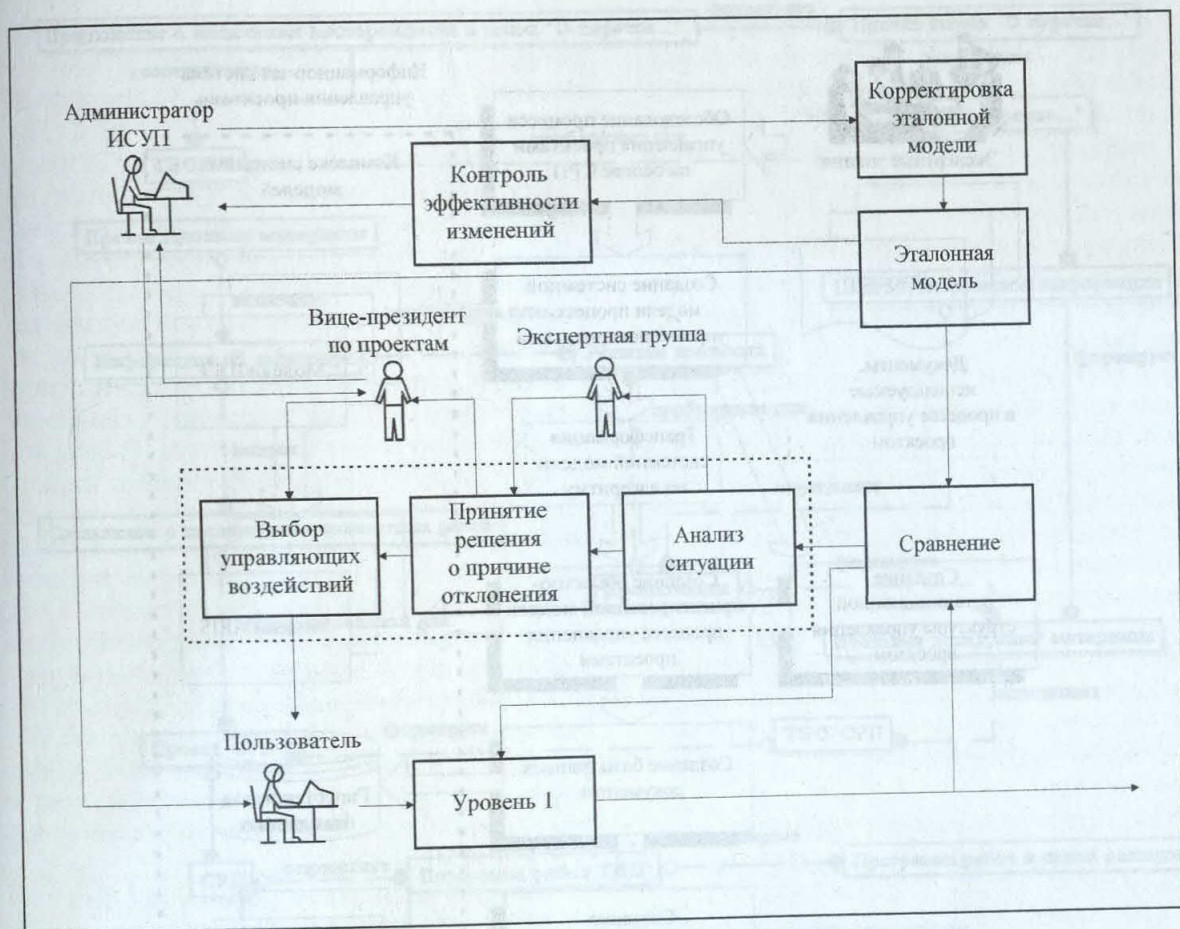 Администратор
ИСУП
Корректировка
эталонной
модели
Контроль
эффективности
изменений
Эталонная
модель
Вице-президент
по проектам
Экспертная группа
Выбор
управляющих
воздействий
Принятие
решения
о причине
отклонения
Анализ
ситуации
Сравнение
Пользователь
Уровень 1